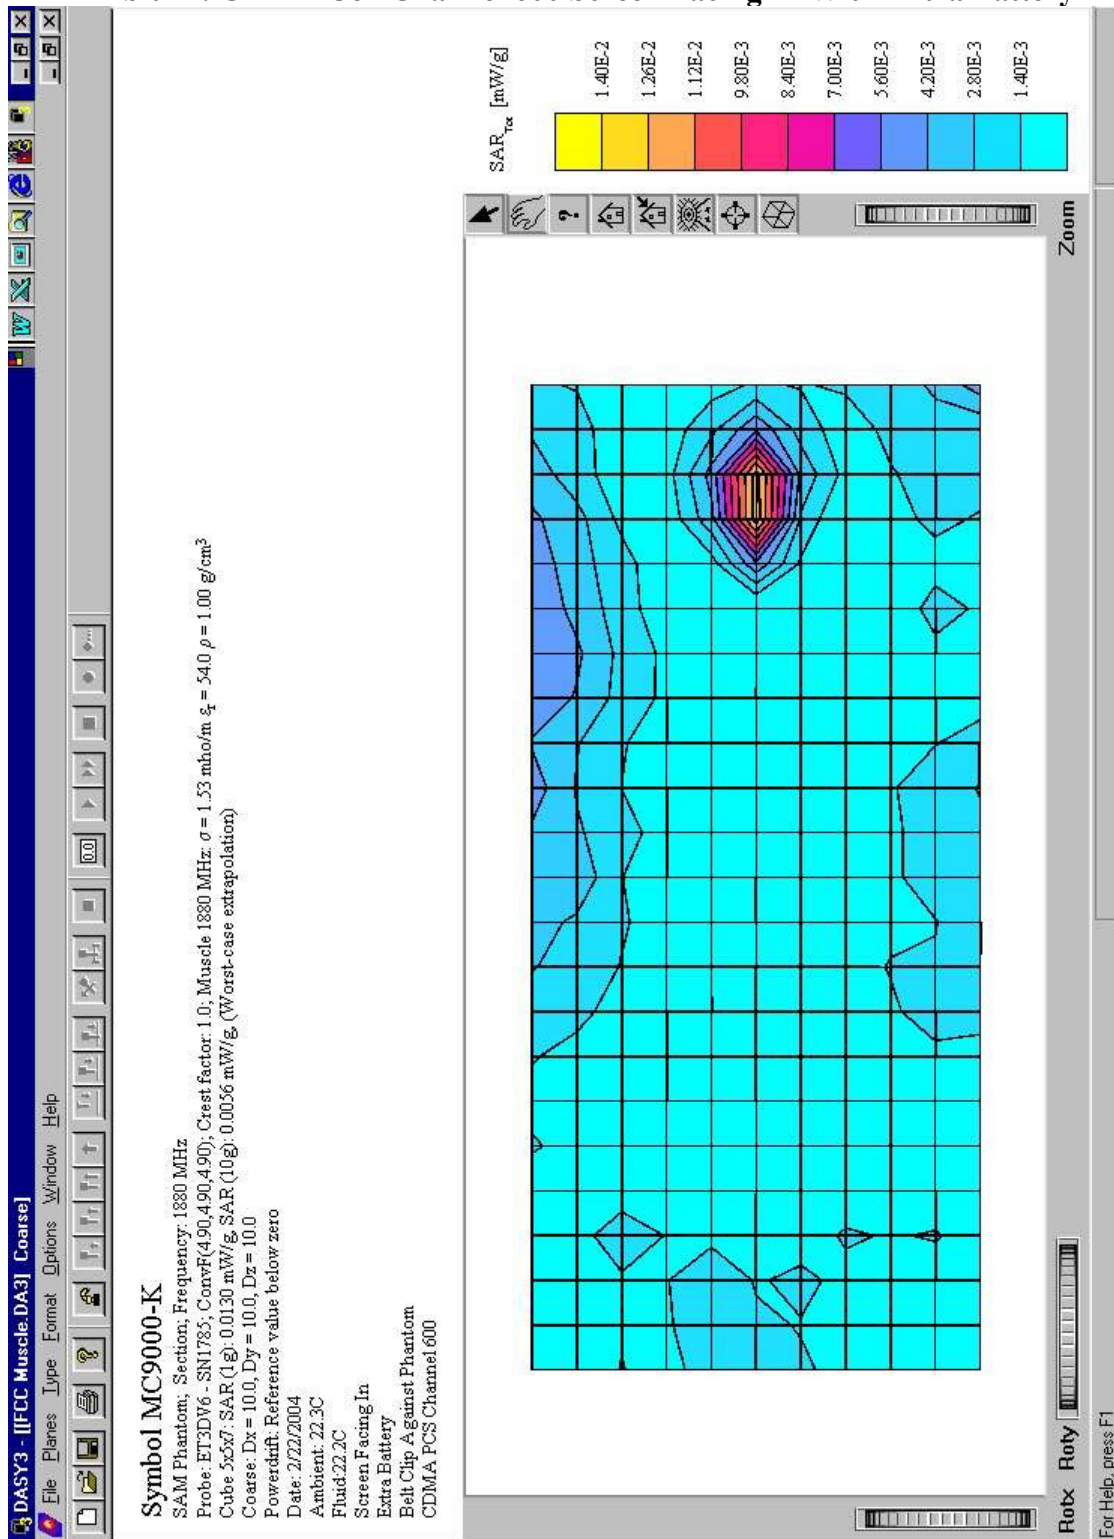 DASY3 - [[FCC Muscle.DA3] Coarse]
File Planes Type Format Options Window Help
0.0
Symbol MC9000-K
SAM Phantom; Section; Frequency: 1880 MHz
Probe: ET3DV6 - SN1785; ConvF(4.90,4.90,4.90); Crest factor: 1.0; Muscle 1880 MHz: σ = 1.53 mho/m εr = 54.0 ρ = 1.00 g/cm³
Cube 5x5x7: SAR (1g): 0.0130 mW/g, SAR (10g): 0.0056 mW/g, (Worst-case extrapolation)
Coarse: Dx = 10.0, Dy = 10.0, Dz = 10.0
Powerdrift: Reference value below zero
Date: 2/22/2004
Ambient: 22.3C
Fluid:22.2C
Screen Facing In
Extra Battery
Belt Clip Against Phantom
CDMA PCS Channel 600
SARTot [mW/g]
1.40E-2
1.26E-2
1.12E-2
9.80E-3
8.40E-3
7.00E-3
5.60E-3
4.20E-3
2.80E-3
1.40E-3
Rotx Roty Zoom
For Help, press F1